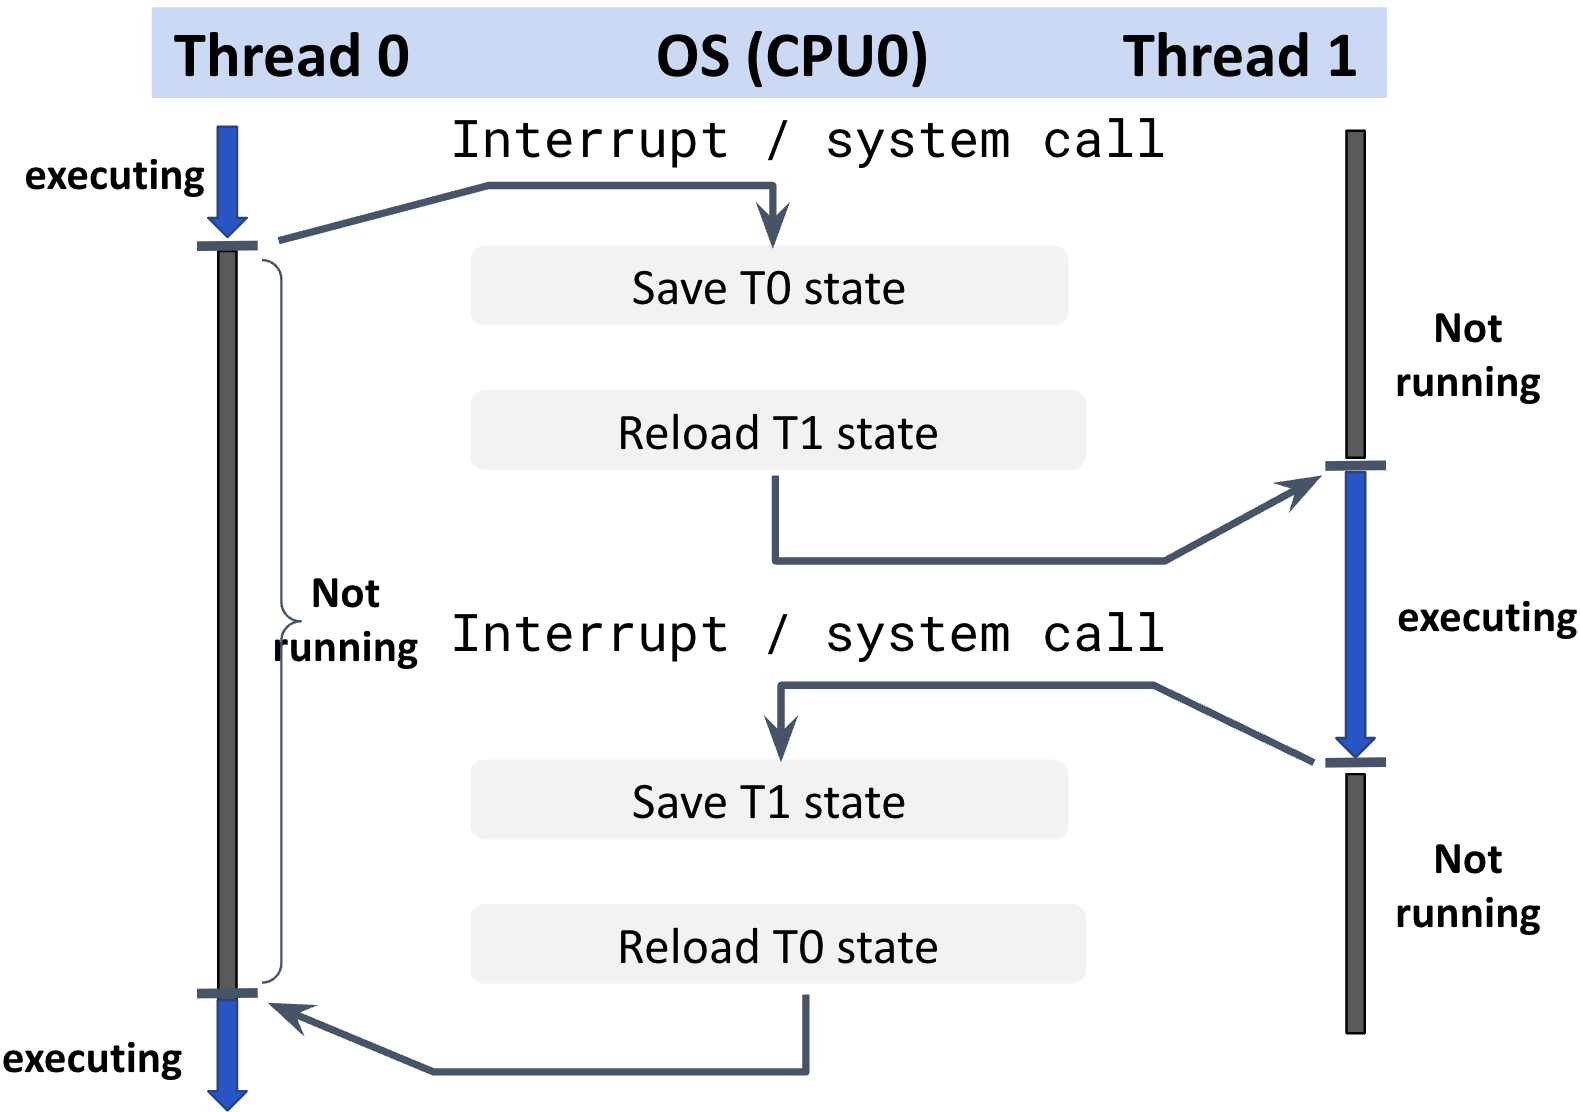 Thread 0 OS (CPU0) Thread 1
Interrupt / system call
executing
Save T0 state
Not
running
Reload T1 state
Not
running
Interrupt / system call
executing
Save T1 state
Not
running
Reload T0 state
executing